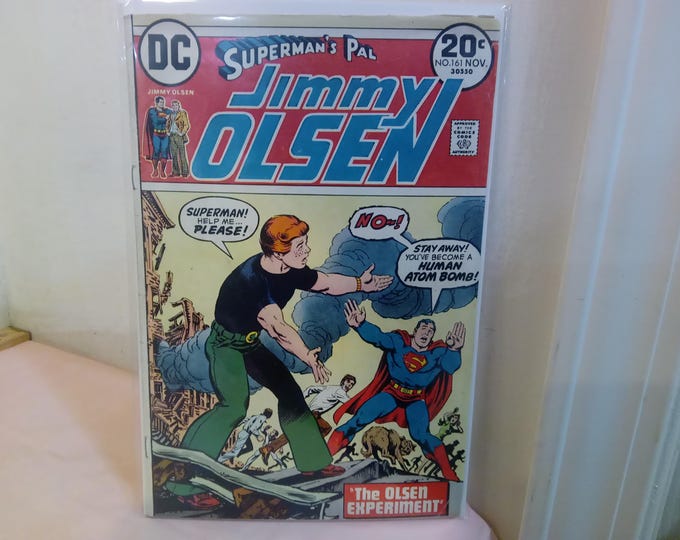 DC
SUPERMAN'S PAL
20¢
NO.161 NOV.
30350
JIMMY OLSEN
Jimmy
OLSEN
APPROVED
BY THE
COMICS
CODE
AUTHORITY
SUPERMAN!
HELP ME...
PLEASE!
NO--!
STAY AWAY!
YOU'VE BECOME A
HUMAN
ATOM BOMB!
"The OLSEN
EXPERIMENT"